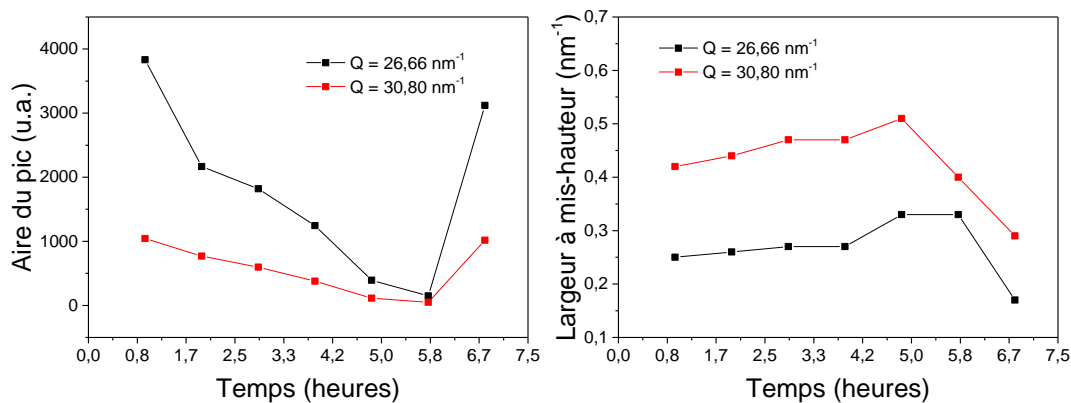 4000
3000
2000
1000
0
Aire du pic (u.a.)
Q = 26,66 nm⁻¹
Q = 30,80 nm⁻¹
0,0 0,8 1,7 2,5 3,3 4,2 5,0 5,8 6,7 7,5
Temps (heures)
0,7
0,6
0,5
0,4
0,3
0,2
0,1
Largeur à mis-hauteur (nm⁻¹)
Q = 26,66 nm⁻¹
Q = 30,80 nm⁻¹
0,0 0,8 1,7 2,5 3,3 4,2 5,0 5,8 6,7 7,5
Temps (heures)